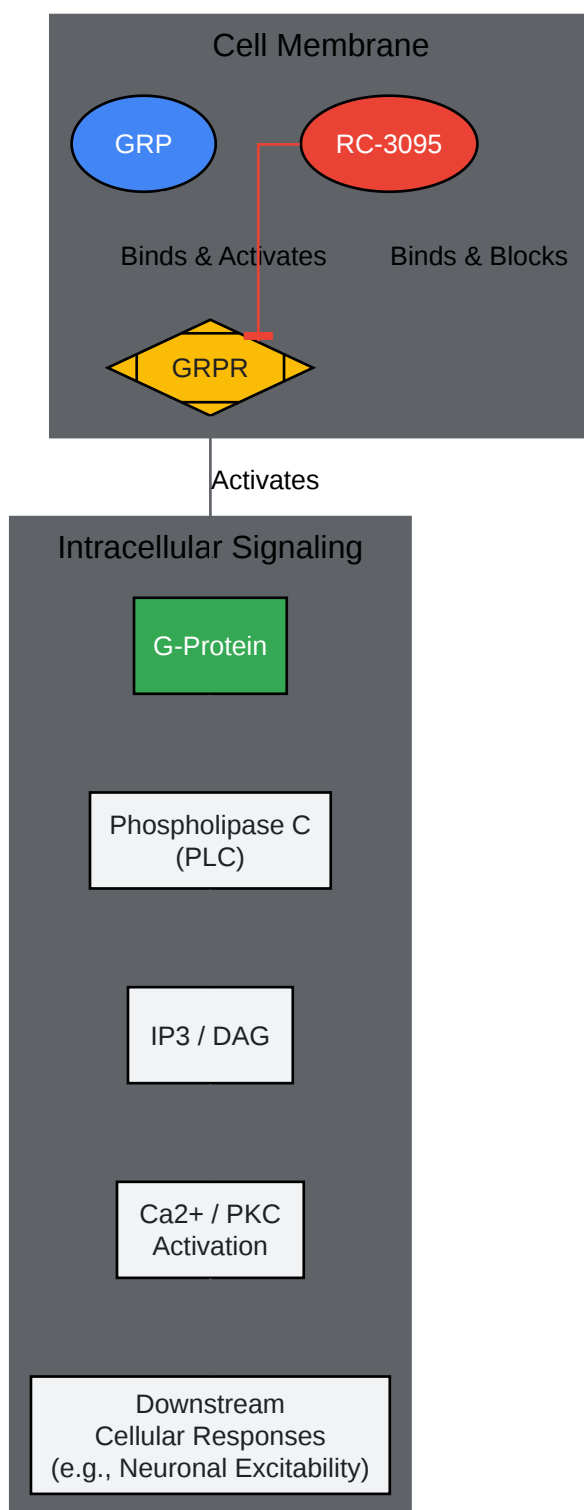 Cell Membrane
GRP
RC-3095
Binds & Activates
Binds & Blocks
GRPR
Activates
Intracellular Signaling
G-Protein
Phospholipase C
(PLC)
IP3 / DAG
Ca2+ / PKC
Activation
Downstream
Cellular Responses
(e.g., Neuronal Excitability)